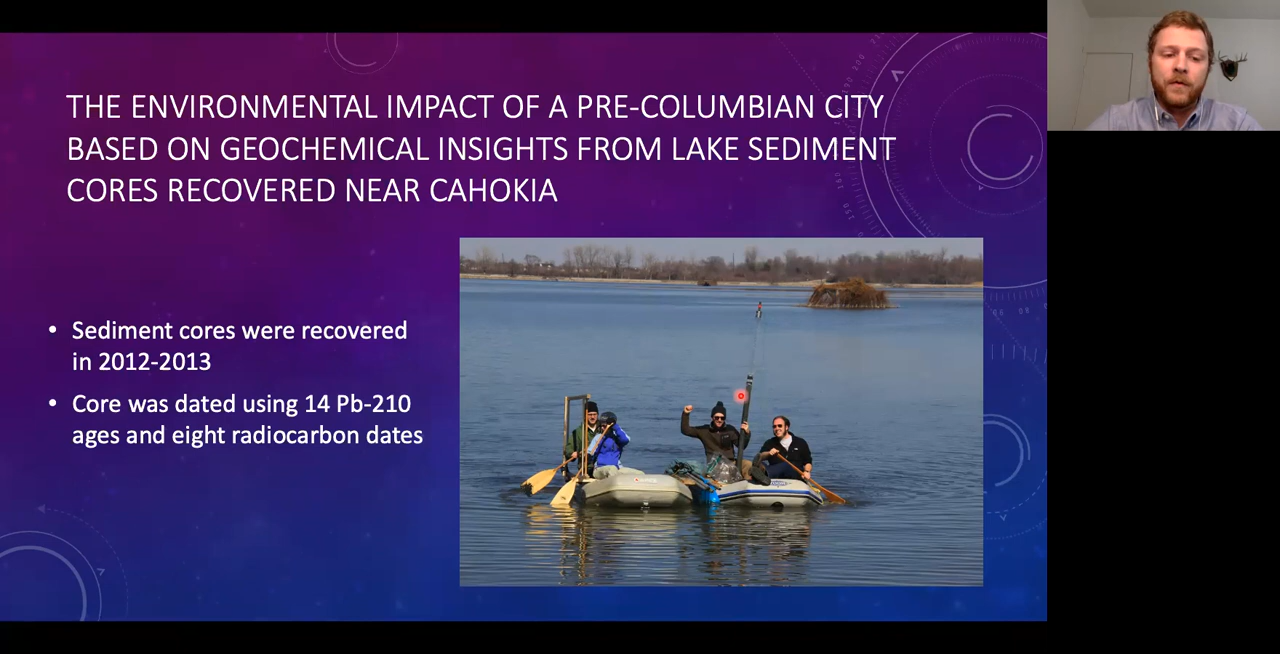 THE ENVIRONMENTAL IMPACT OF A PRE-COLUMBIAN CITY
BASED ON GEOCHEMICAL INSIGHTS FROM LAKE SEDIMENT
CORES RECOVERED NEAR CAHOKIA
• Sediment cores were recovered
in 2012-2013
• Core was dated using 14 Pb-210
ages and eight radiocarbon dates